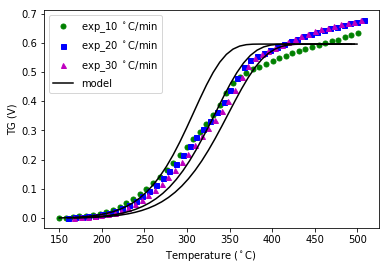 0.7
0.6
0.5
0.4
0.3
0.2
0.1
0.0
TG (V)
exp_10 °C/min
exp_20 °C/min
exp_30 °C/min
model
150 200 250 300 350 400 450 500
Temperature (°C)